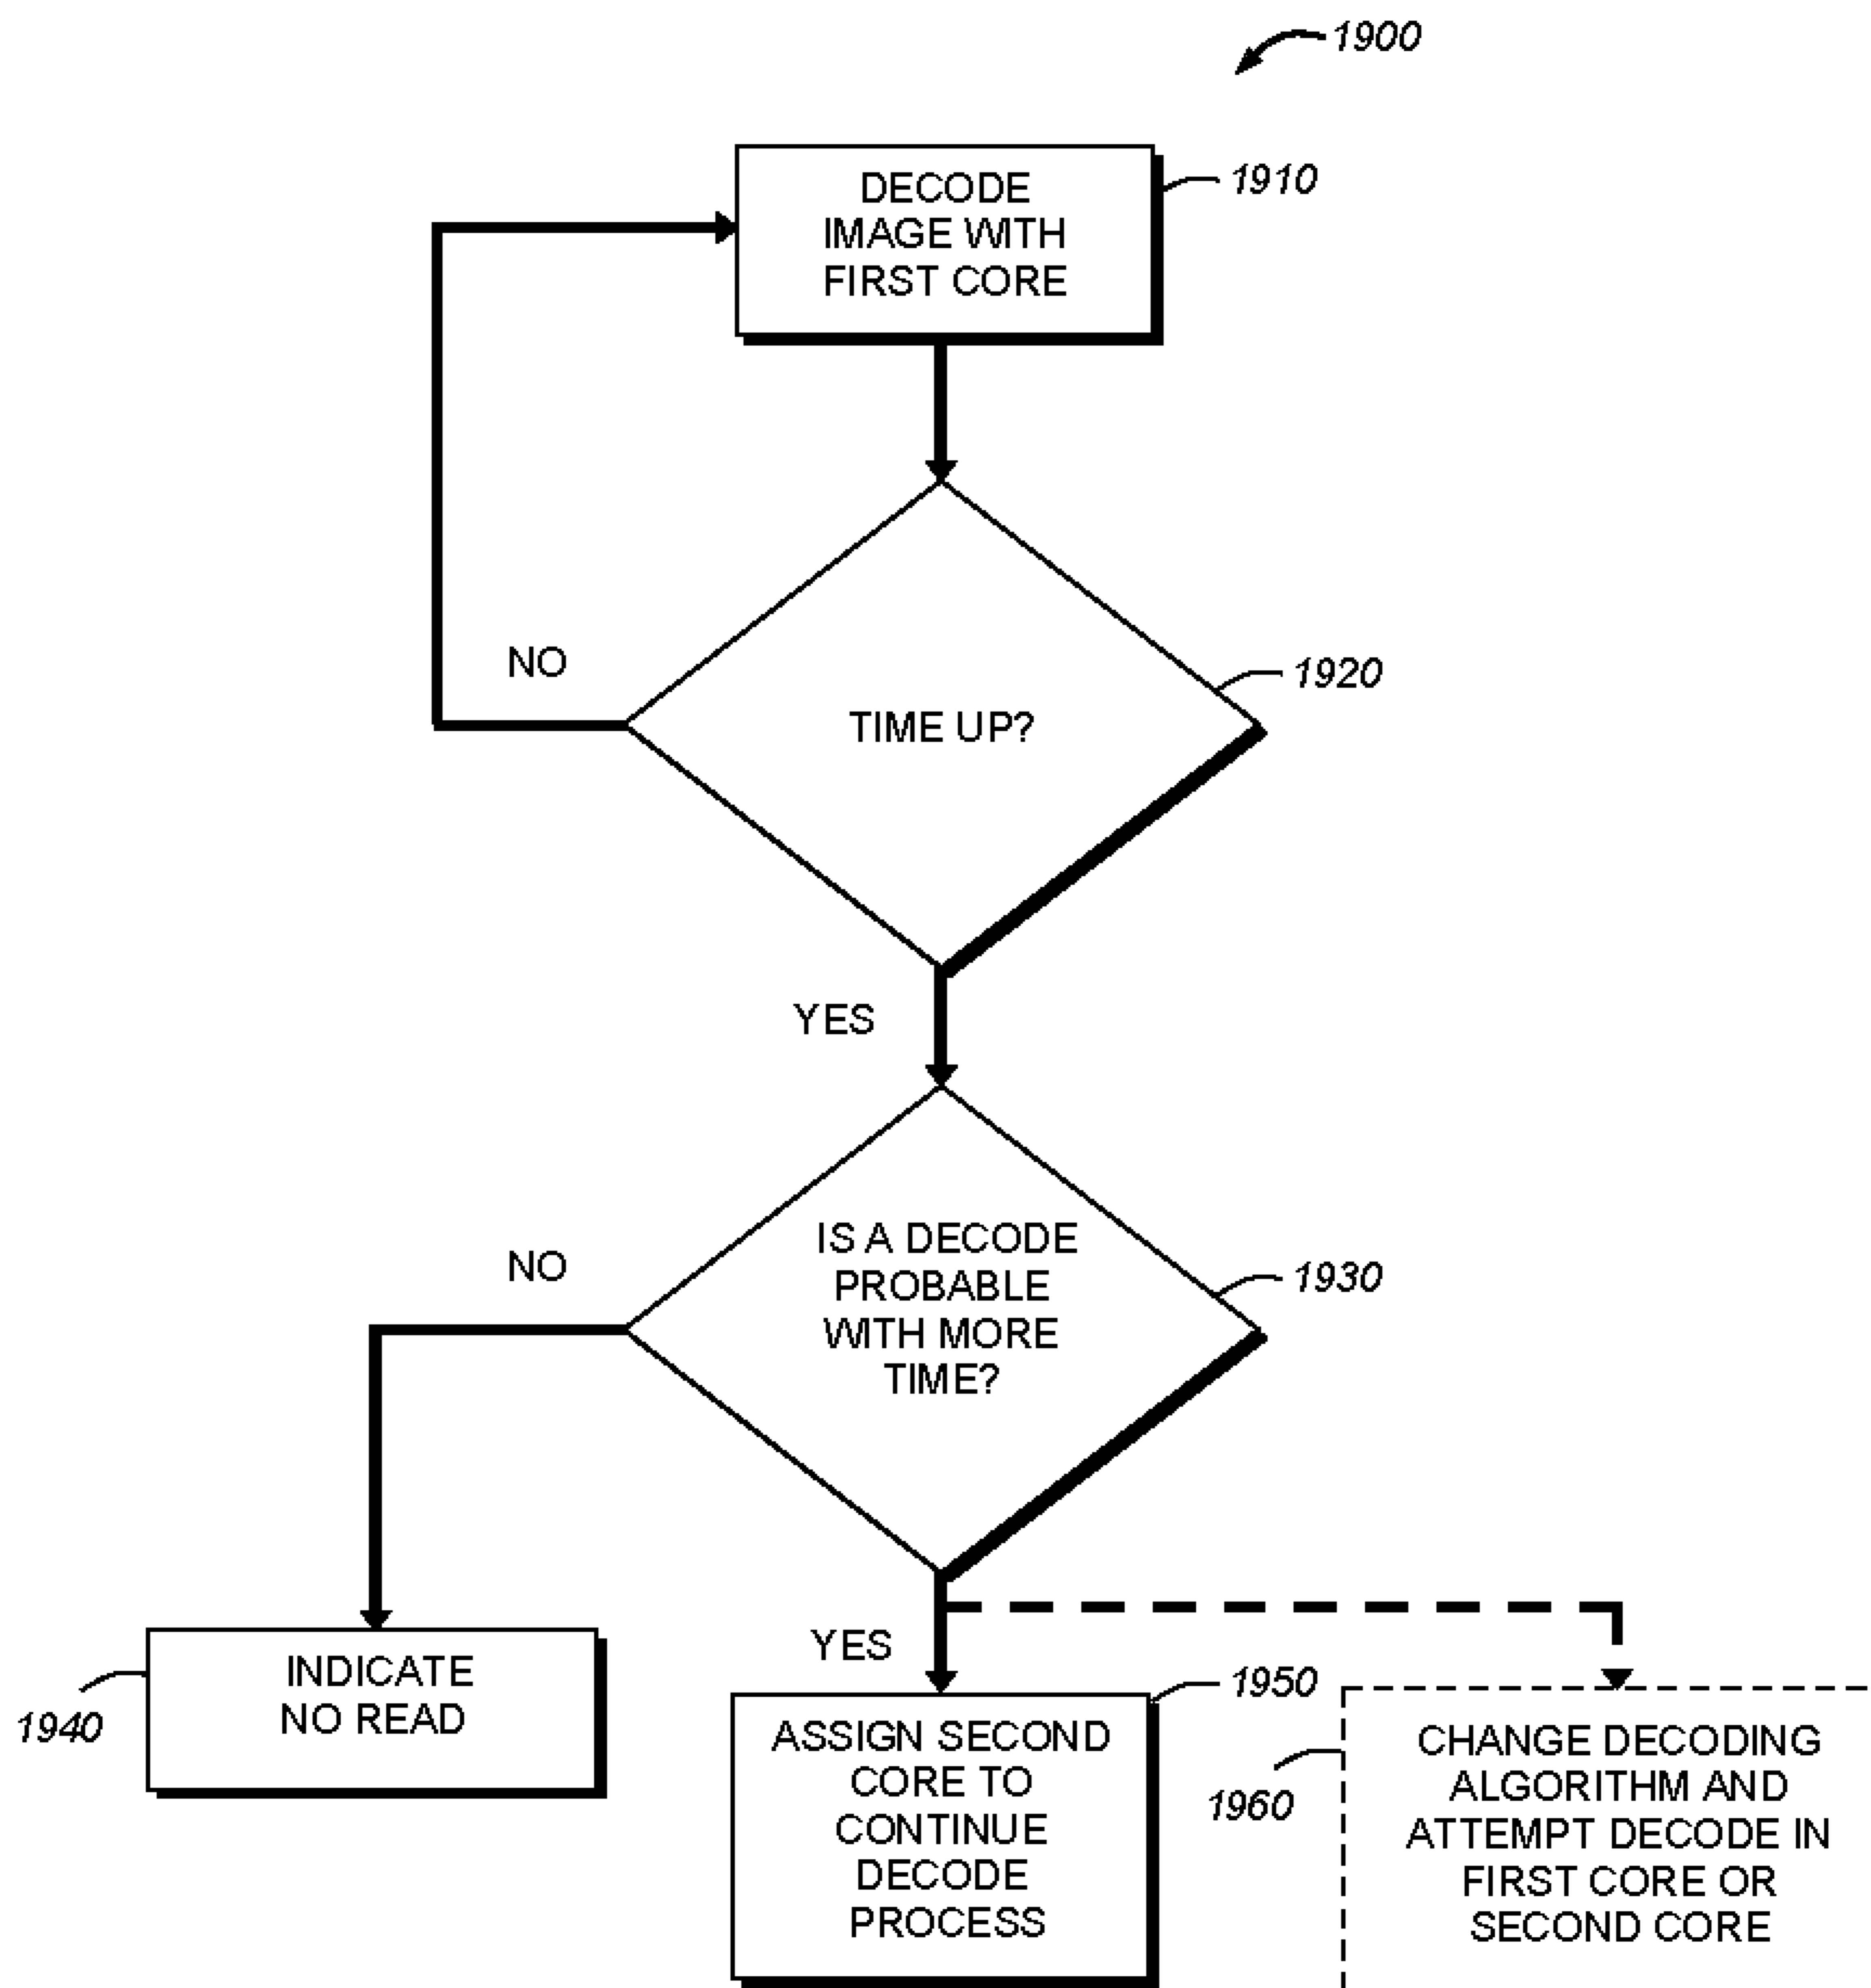 1900
DECODE
IMAGE WITH
FIRST CORE
1910
NO
TIME UP?
1920
YES
IS A DECODE
PROBABLE
WITH MORE
TIME?
1930
NO
YES
INDICATE
NO READ
1940
ASSIGN SECOND
CORE TO
CONTINUE
DECODE
PROCESS
1950
CHANGE DECODING
ALGORITHM AND
ATTEMPT DECODE IN
FIRST CORE OR
SECOND CORE
1960